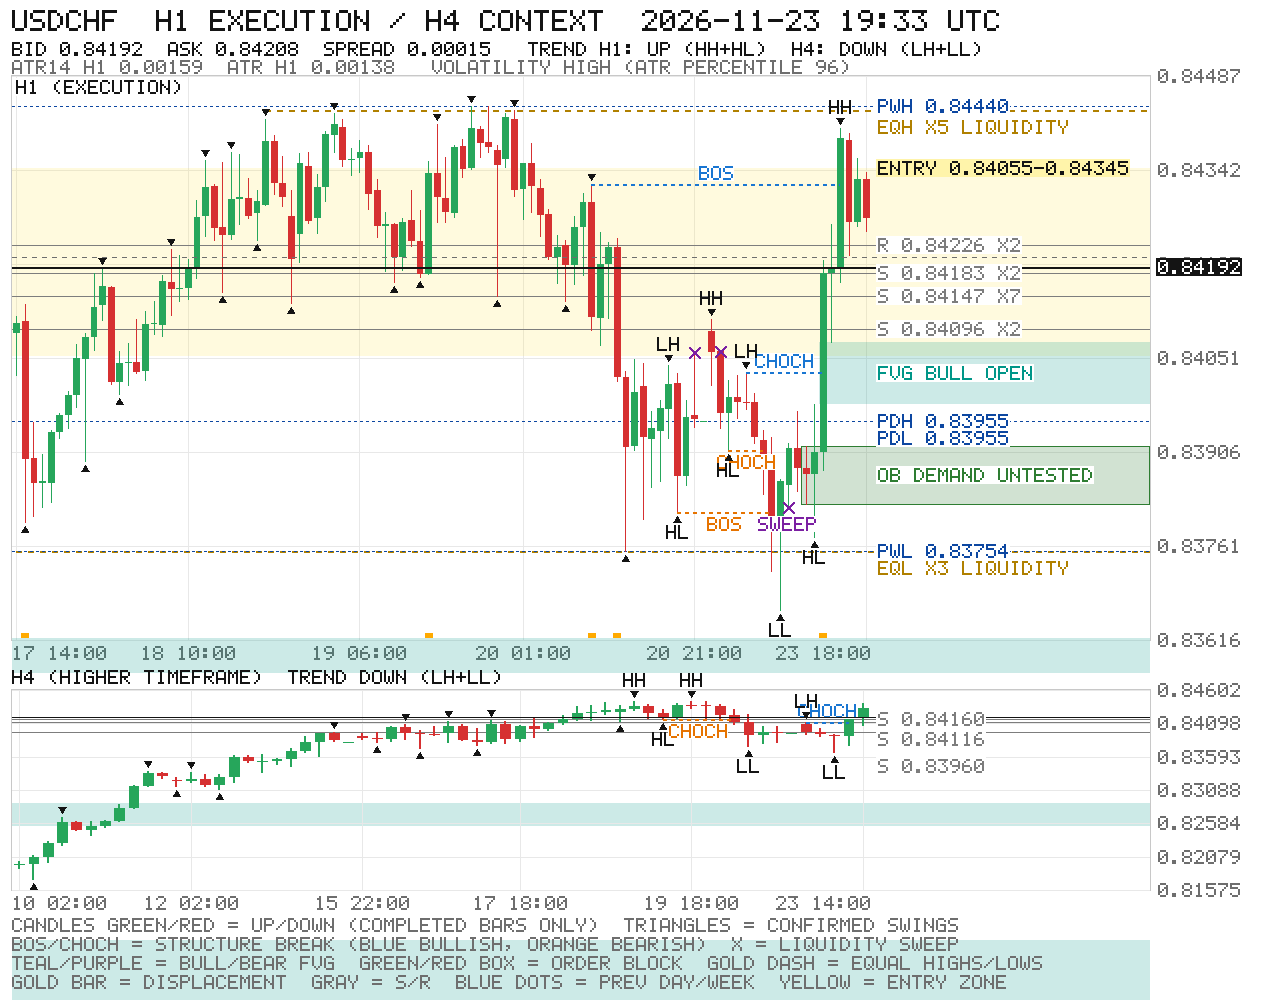 USDCHF  H1 EXECUTION / H4 CONTEXT  2026-11-23 19:33 UTC
BID 0.84192  ASK 0.84208  SPREAD 0.00015  TREND H1: UP (HH+HL)  H4: DOWN (LH+LL)
ATR14 H1 0.00159  ATR H1 0.00138  VOLATILITY HIGH (ATR PERCENTILE 96)
0.84487
H1 (EXECUTION)
HH
PWH 0.84440
EQH X5 LIQUIDITY
ENTRY 0.84055-0.84345
0.84342
BOS
R 0.84226 X2
0.84192
S 0.84183 X2
S 0.84147 X7
HH
S 0.84096 X2
LH
LH
CHOCH
0.84051
FVG BULL OPEN
PDH 0.83955
PDL 0.83955
0.83906
CHOCH
HL
OB DEMAND UNTESTED
BOS
SWEEP
HL
0.83761
PWL 0.83754
HL
EQL X3 LIQUIDITY
LL
0.83616
17 14:00
18 10:00
19 06:00
20 01:00
20 21:00
23 18:00
H4 (HIGHER TIMEFRAME)  TREND DOWN (LH+LL)
HH
HH
0.84602
LH
CHOCH
S 0.84160
0.84098
CHOCH
HL
S 0.84116
0.83593
LL
LL
S 0.83960
0.83088
0.82584
0.82079
0.81575
10 02:00
12 02:00
15 22:00
17 18:00
19 18:00
23 14:00
CANDLES GREEN/RED = UP/DOWN (COMPLETED BARS ONLY)  TRIANGLES = CONFIRMED SWINGS
BOS/CHOCH = STRUCTURE BREAK (BLUE BULLISH, ORANGE BEARISH)  X = LIQUIDITY SWEEP
TEAL/PURPLE = BULL/BEAR FVG  GREEN/RED BOX = ORDER BLOCK  GOLD DASH = EQUAL HIGHS/LOWS
GOLD BAR = DISPLACEMENT  GRAY = S/R  BLUE DOTS = PREV DAY/WEEK  YELLOW = ENTRY ZONE